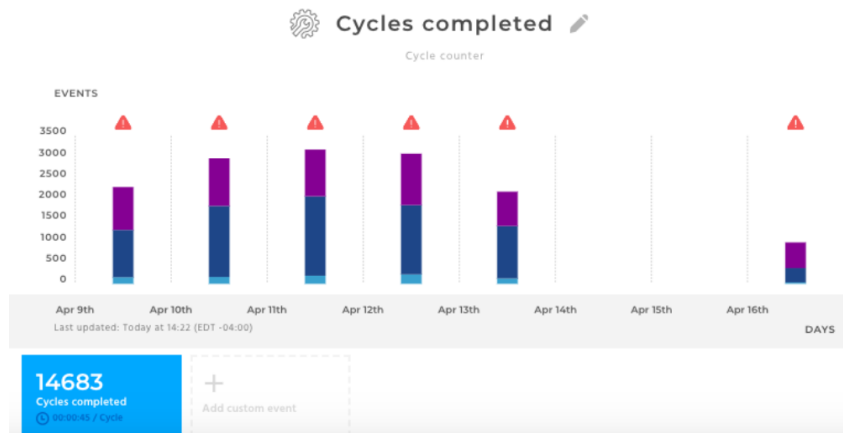 Cycles completed
Cycle counter
EVENTS
3500
3000
2500
2000
1500
1000
500
0
Apr 9th Apr 10th Apr 11th Apr 12th Apr 13th Apr 14th Apr 15th Apr 16th
Last updated: Today at 14:22 (EDT -04:00)
DAYS
14683
Cycles completed
00:00:45 / Cycle
+
Add custom event